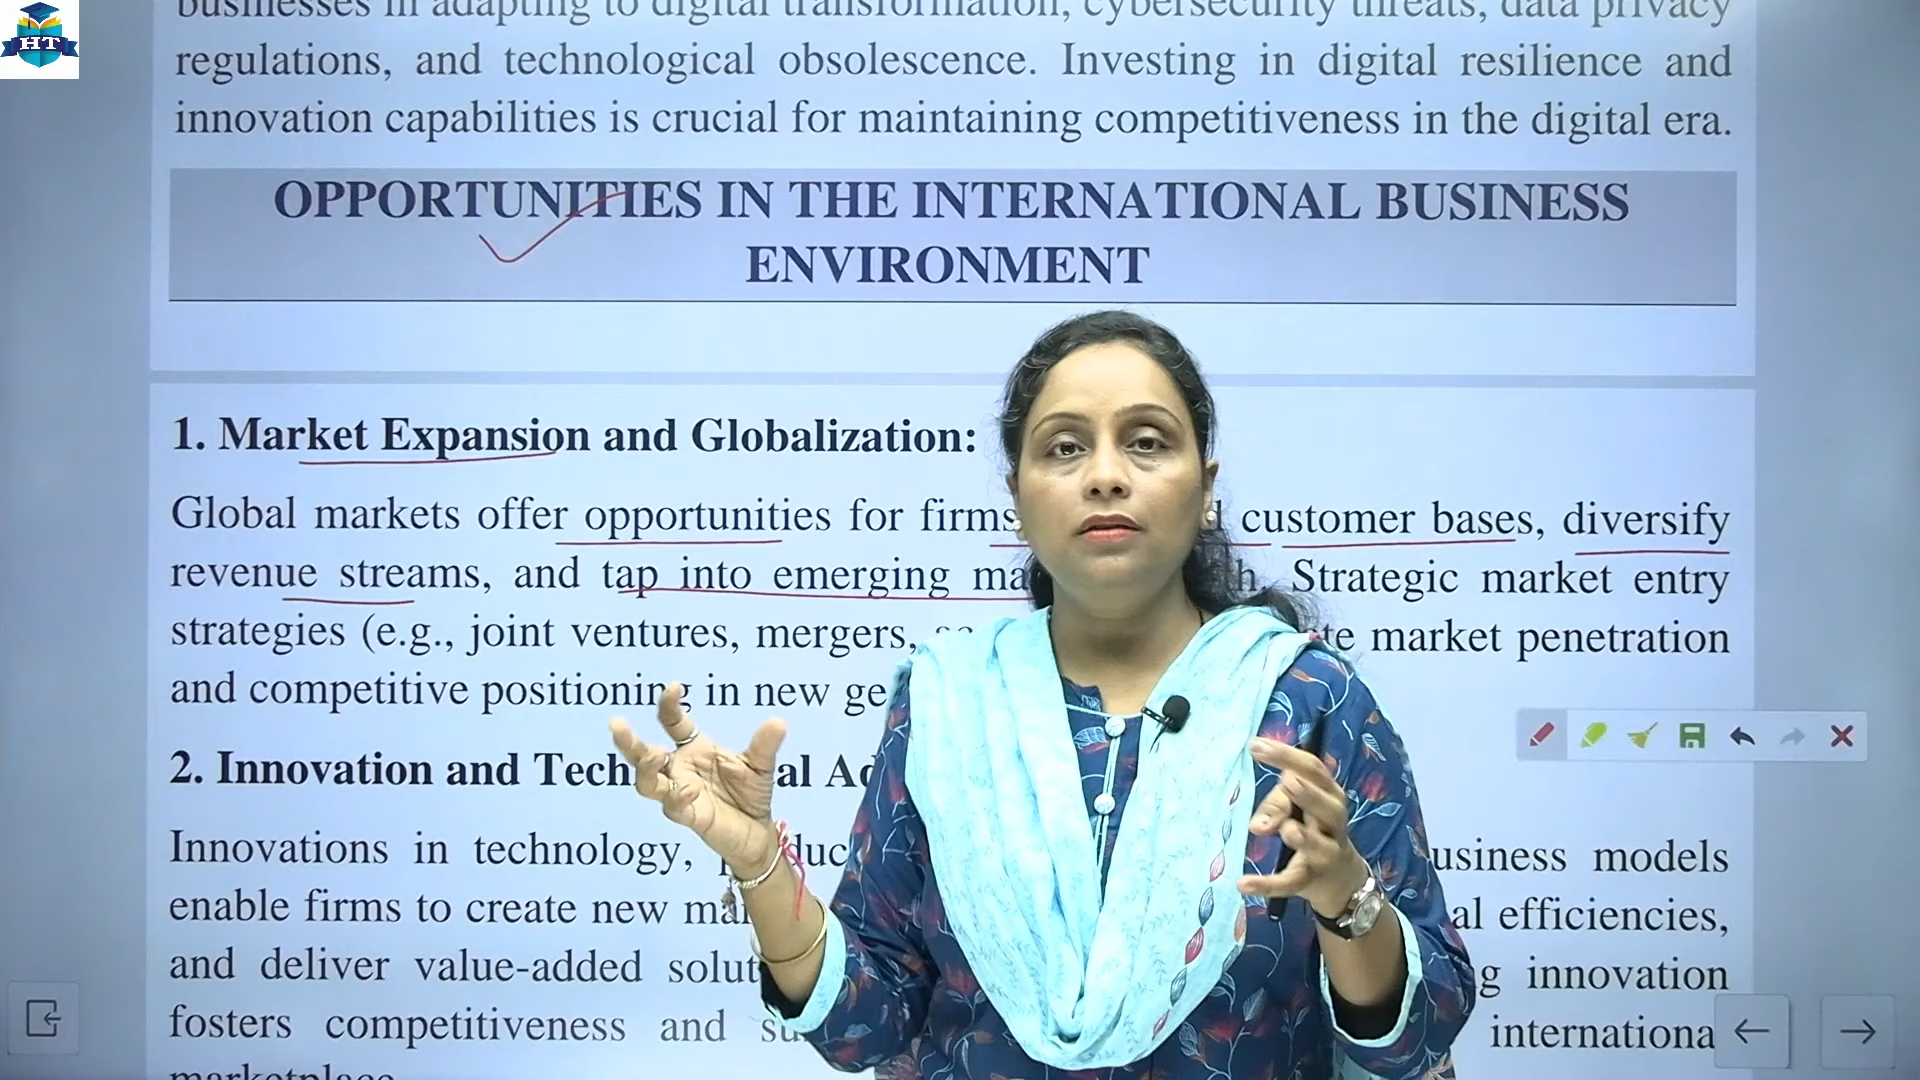 HT
businesses in adapting to digital transformation, cybersecurity threats, data privacy
regulations, and technological obsolescence. Investing in digital resilience and
innovation capabilities is crucial for maintaining competitiveness in the digital era.
OPPORTUNITIES IN THE INTERNATIONAL BUSINESS
ENVIRONMENT
1. Market Expansion and Globalization:
Global markets offer opportunities for firms customer bases, diversify
revenue streams, and tap into emerging Strategic market entry
strategies (e.g., joint ventures, mergers, market penetration
and competitive positioning in new
2. Innovation and
Innovations in technology, business models
enable firms to create new efficiencies,
and deliver value-added innovation
fosters competitiveness and internationa
marketplace